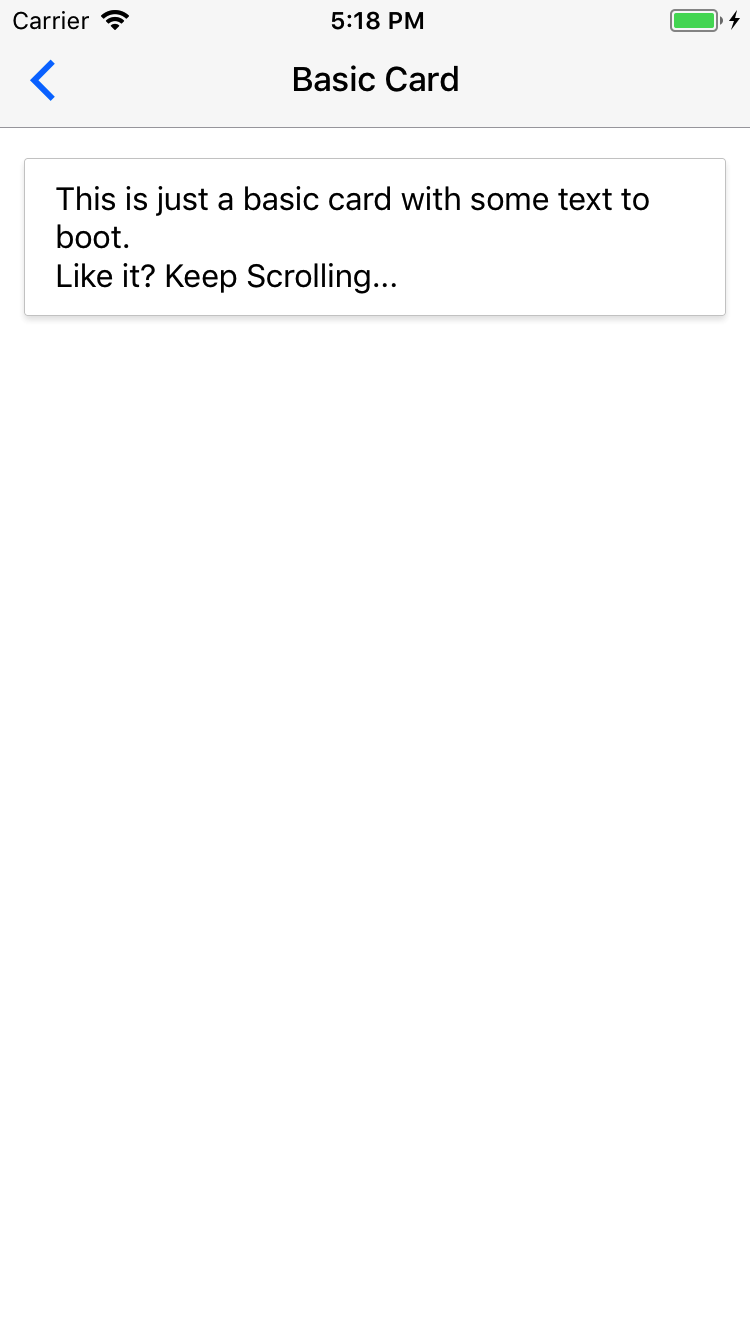 Carrier 5:18 PM
Basic Card
This is just a basic card with some text to
boot.
Like it? Keep Scrolling...